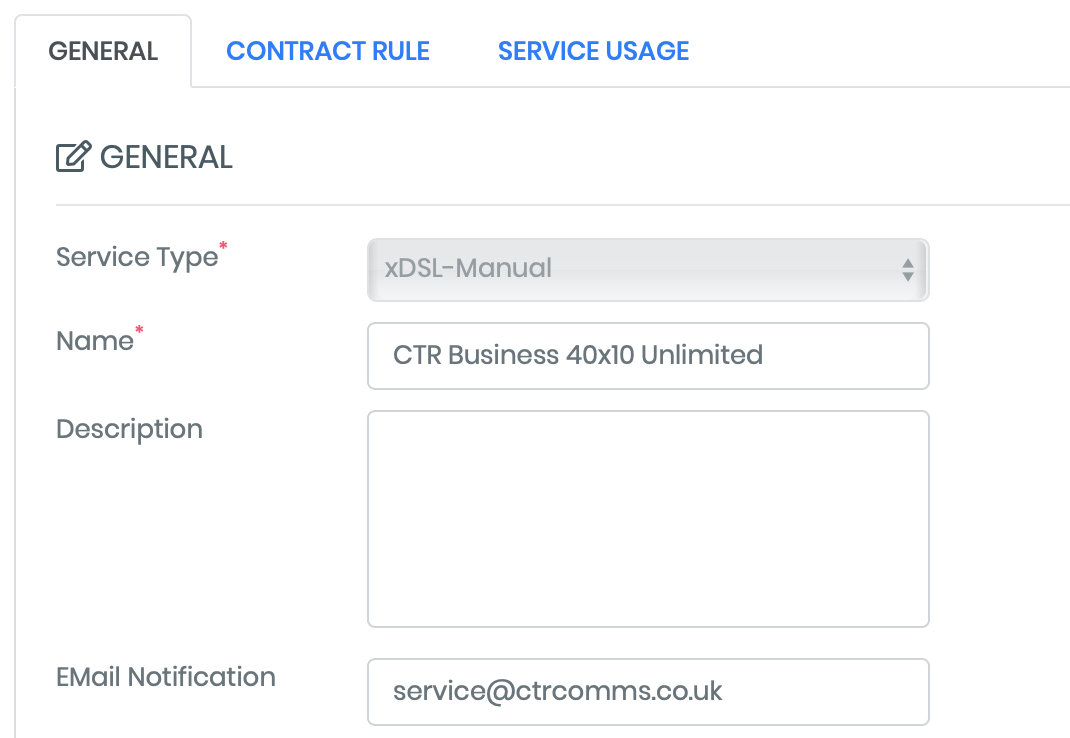 GENERAL CONTRACT RULE SERVICE USAGE
GENERAL
Service Type* xDSL-Manual
Name* CTR Business 40x10 Unlimited
Description
EMail Notification service@ctrcomms.co.uk